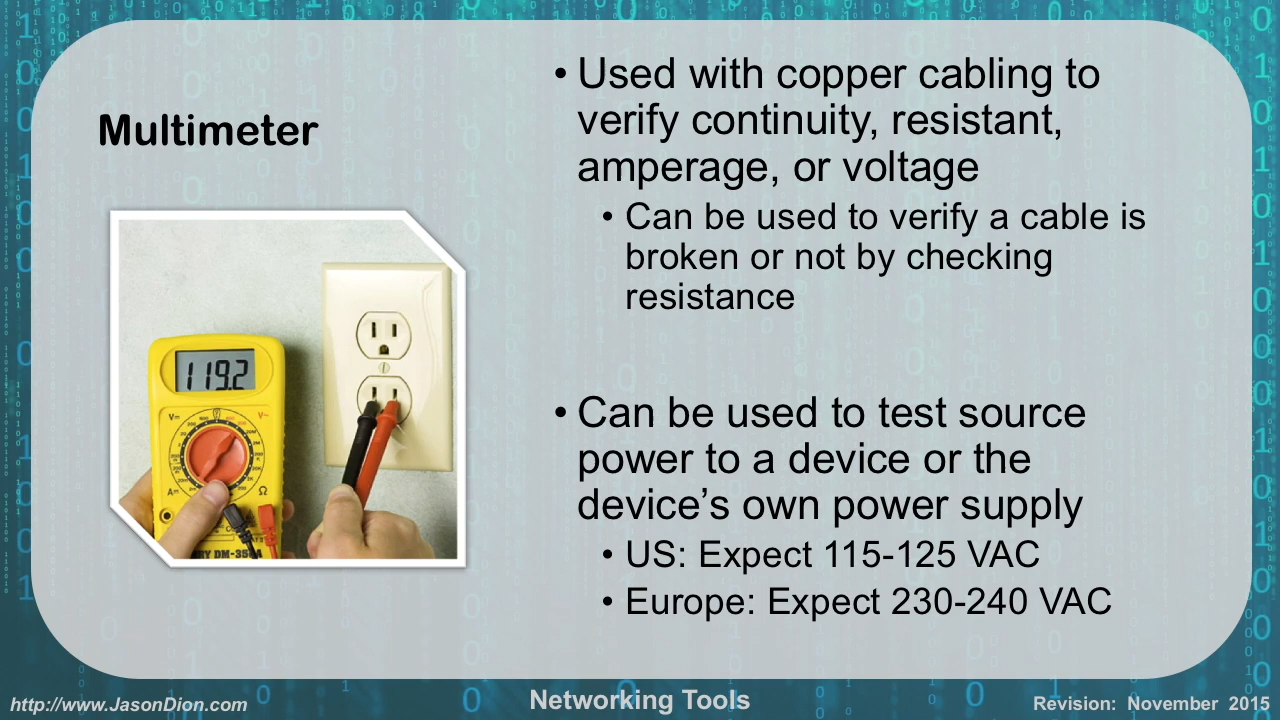 Multimeter
• Used with copper cabling to
verify continuity, resistant,
amperage, or voltage
• Can be used to verify a cable is
broken or not by checking
resistance
• Can be used to test source
power to a device or the
device's own power supply
• US: Expect 115-125 VAC
• Europe: Expect 230-240 VAC
119.2
http://www.JasonDion.com
Networking Tools
Revision: November 2015